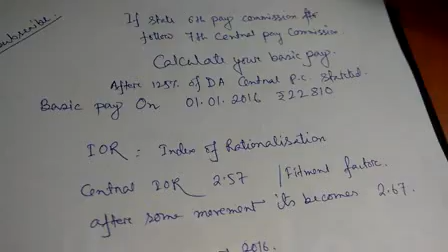 Subscribe:
If state 6th pay commission for
follow 7th Central pay Commission
Calculate your basic pay.
After 125% of DA Central P.C. started
Basic pay on 01.01.2016 ₹22810
IOR = Index of Rationalisation
Central IOR 2.57 / Fitment factor.
after some movement its becomes 2.67.
2016.